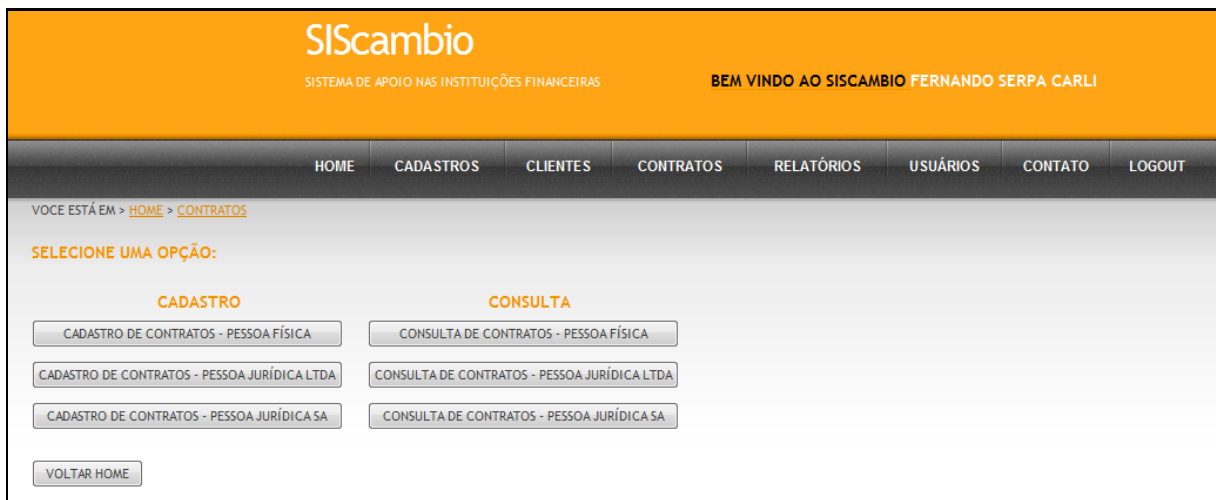 SIScambio
SISTEMA DE APOIO NAS INSTITUIÇÕES FINANCEIRAS
BEM VINDO AO SISCAMBIO FERNANDO SERPA CARLI
HOME CADASTROS CLIENTES CONTRATOS RELATÓRIOS USUÁRIOS CONTATO LOGOUT
VOCE ESTÁ EM > HOME > CONTRATOS
SELECIONE UMA OPÇÃO:
CADASTRO CONSULTA
CADASTRO DE CONTRATOS - PESSOA FÍSICA CONSULTA DE CONTRATOS - PESSOA FÍSICA
CADASTRO DE CONTRATOS - PESSOA JURÍDICA LTDA CONSULTA DE CONTRATOS - PESSOA JURÍDICA LTDA
CADASTRO DE CONTRATOS - PESSOA JURÍDICA SA CONSULTA DE CONTRATOS - PESSOA JURÍDICA SA
VOLTAR HOME